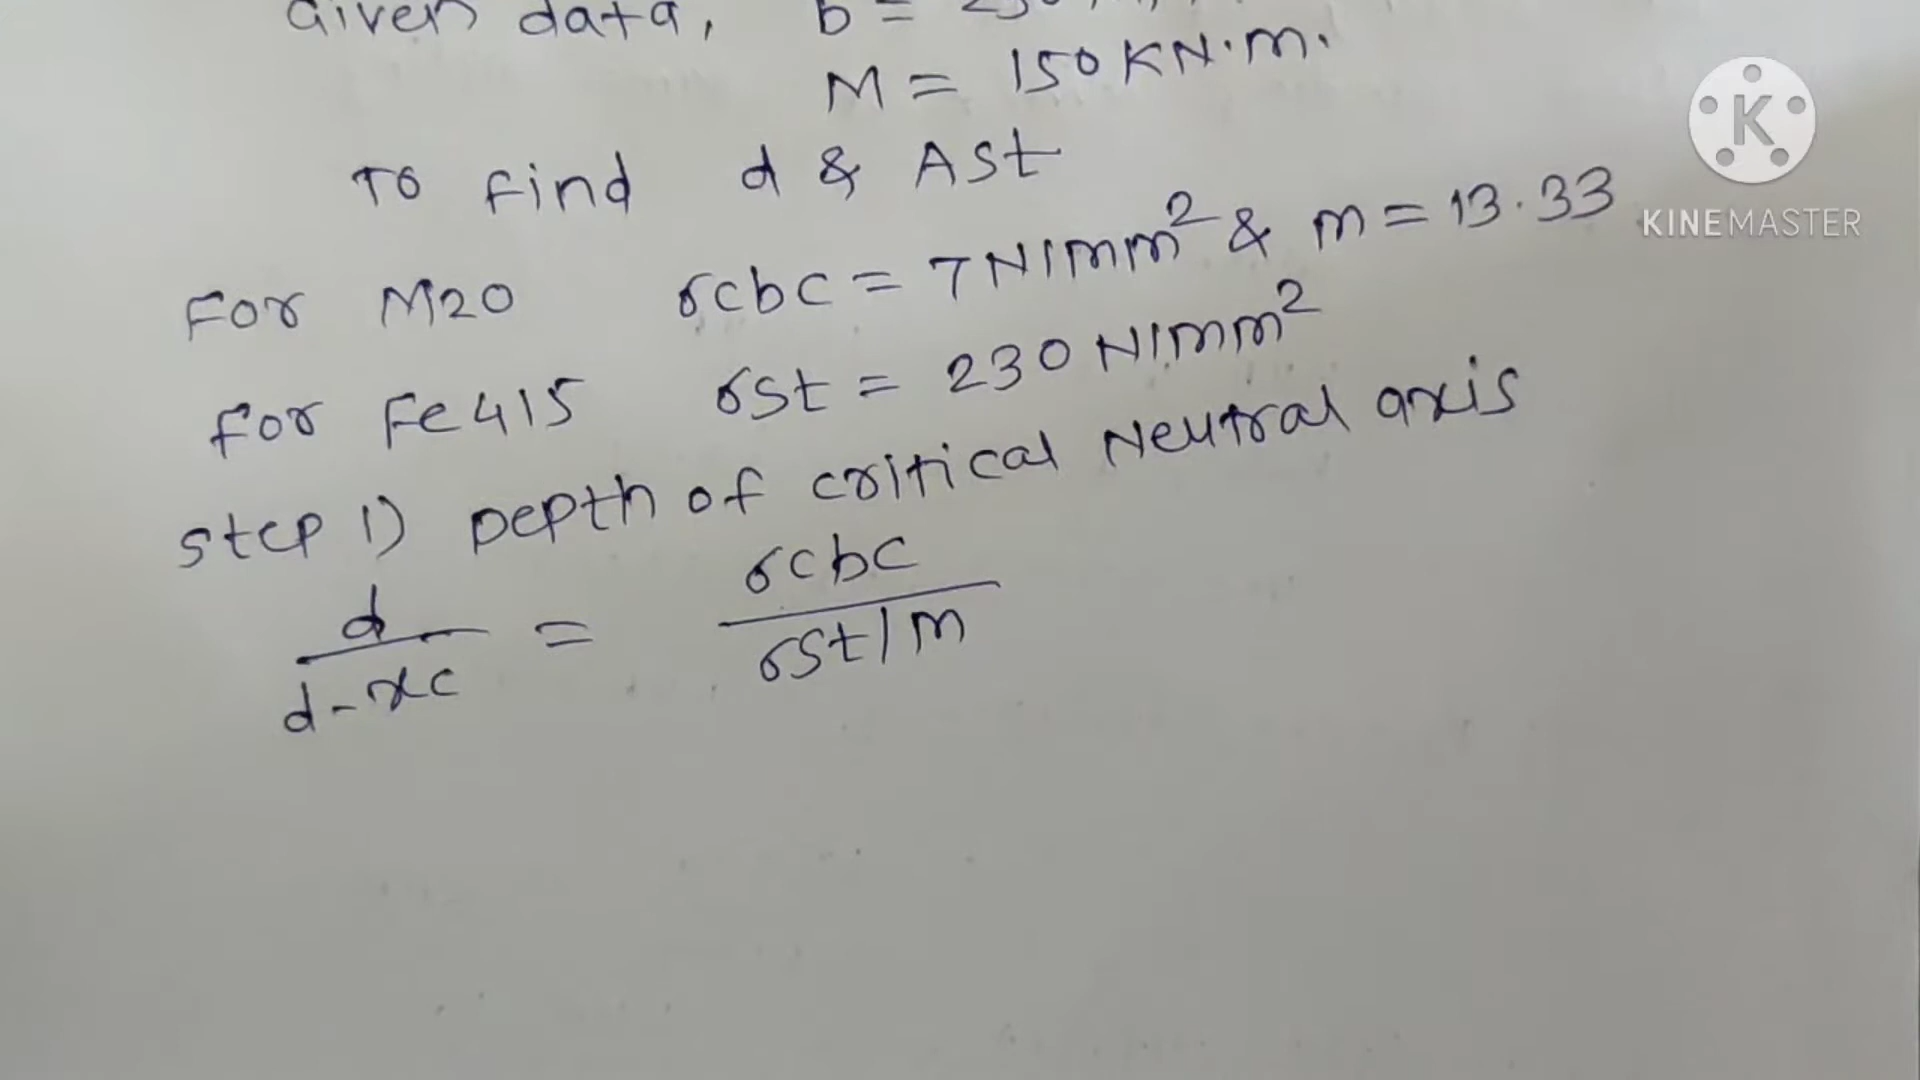 Given data, b =
M = 150 KN.m.
To find d & Ast
For M20 σcbc = 7N/mm² & m = 13.33
For Fe415 σst = 230 N/mm²
step 1) Depth of critical Neutral axis
d/d-xc = σcbc/σst/m
K
KINEMASTER